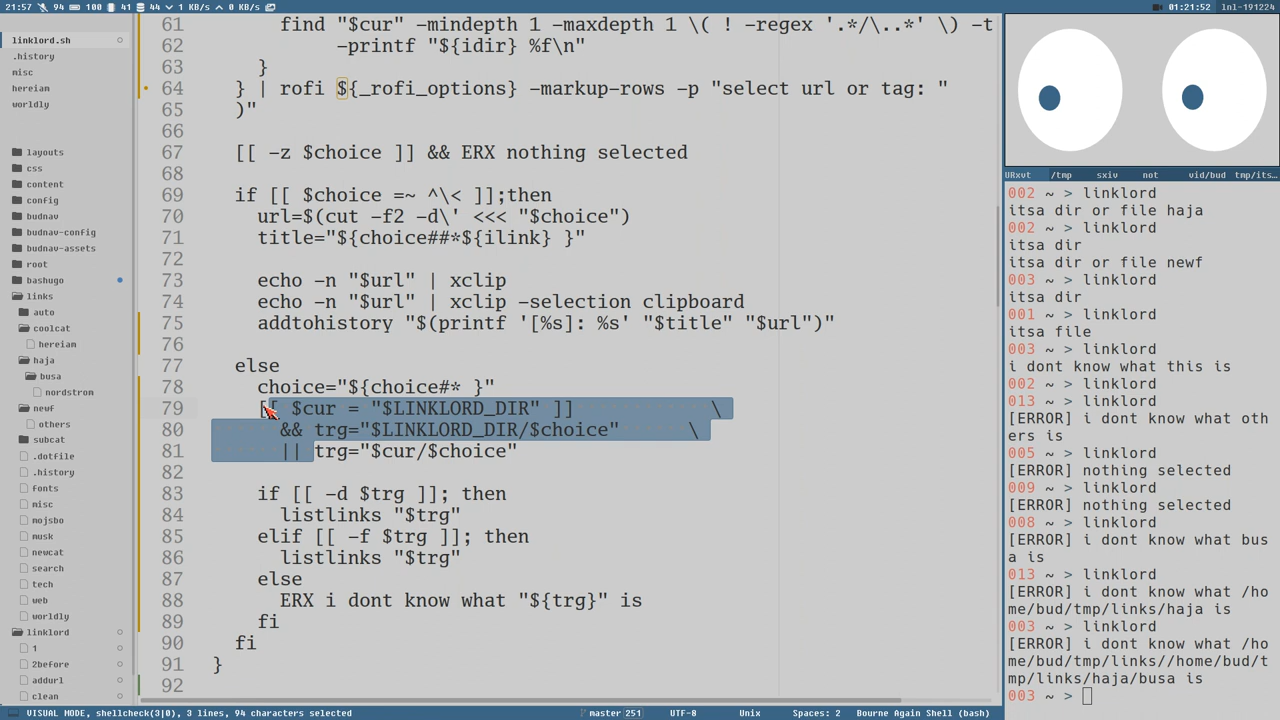 21:57 94 100 41 44 1 KB/s 0 KB/s
01:21:52 lnl-191224
linklord.sh
.history
misc
hereiam
worldly
layouts
css
content
config
budnav
budnav-config
budnav-assets
root
bashugo
links
auto
coolcat
hereiam
haja
busa
nordstrom
newf
others
subcat
.dotfile
.history
fonts
misc
mojsbo
musk
newcat
search
tech
web
worldly
linklord
1
2before
addurl
clean
61 find "$cur" -mindepth 1 -maxdepth 1 \( ! -regex '.*/\..*' \) -t
62 -printf "${idir} %f\n"
63 }
64 } | rofi ${_rofi_options} -markup-rows -p "select url or tag: "
65 )"
66
67 [[ -z $choice ]] && ERX nothing selected
68
69 if [[ $choice =~ ^\< ]];then
70 url=$(cut -f2 -d\' <<< "$choice")
71 title="${choice##*${ilink} }"
72
73 echo -n "$url" | xclip
74 echo -n "$url" | xclip -selection clipboard
75 addtohistory "$(printf '[%s]: %s' "$title" "$url")"
76
77 else
78 choice="${choice#* }"
79 [[ $cur = "$LINKLORD_DIR" ]] \
80 && trg="$LINKLORD_DIR/$choice" \
81 || trg="$cur/$choice"
82
83 if [[ -d $trg ]]; then
84 listlinks "$trg"
85 elif [[ -f $trg ]]; then
86 listlinks "$trg"
87 else
88 ERX i dont know what "${trg}" is
89 fi
90 fi
91 }
92
VISUAL MODE, shellcheck(3|0), 3 lines, 94 characters selected master 251 UTF-8 Unix Spaces: 2 Bourne Again Shell (bash)
URxvt /tmp sxiv not vid/bud tmp/its…
002 ~ > linklord
itsa dir or file haja
002 ~ > linklord
itsa dir
itsa dir or file newf
003 ~ > linklord
itsa dir
001 ~ > linklord
itsa file
003 ~ > linklord
i dont know what this is
002 ~ > linklord
013 ~ > linklord
[ERROR] i dont know what oth
ers is
005 ~ > linklord
[ERROR] nothing selected
009 ~ > linklord
[ERROR] nothing selected
008 ~ > linklord
[ERROR] i dont know what bus
a is
013 ~ > linklord
[ERROR] i dont know what /ho
me/bud/tmp/links/haja is
003 ~ > linklord
[ERROR] i dont know what /ho
me/bud/tmp/links//home/bud/t
mp/links/haja/busa is
003 ~ >